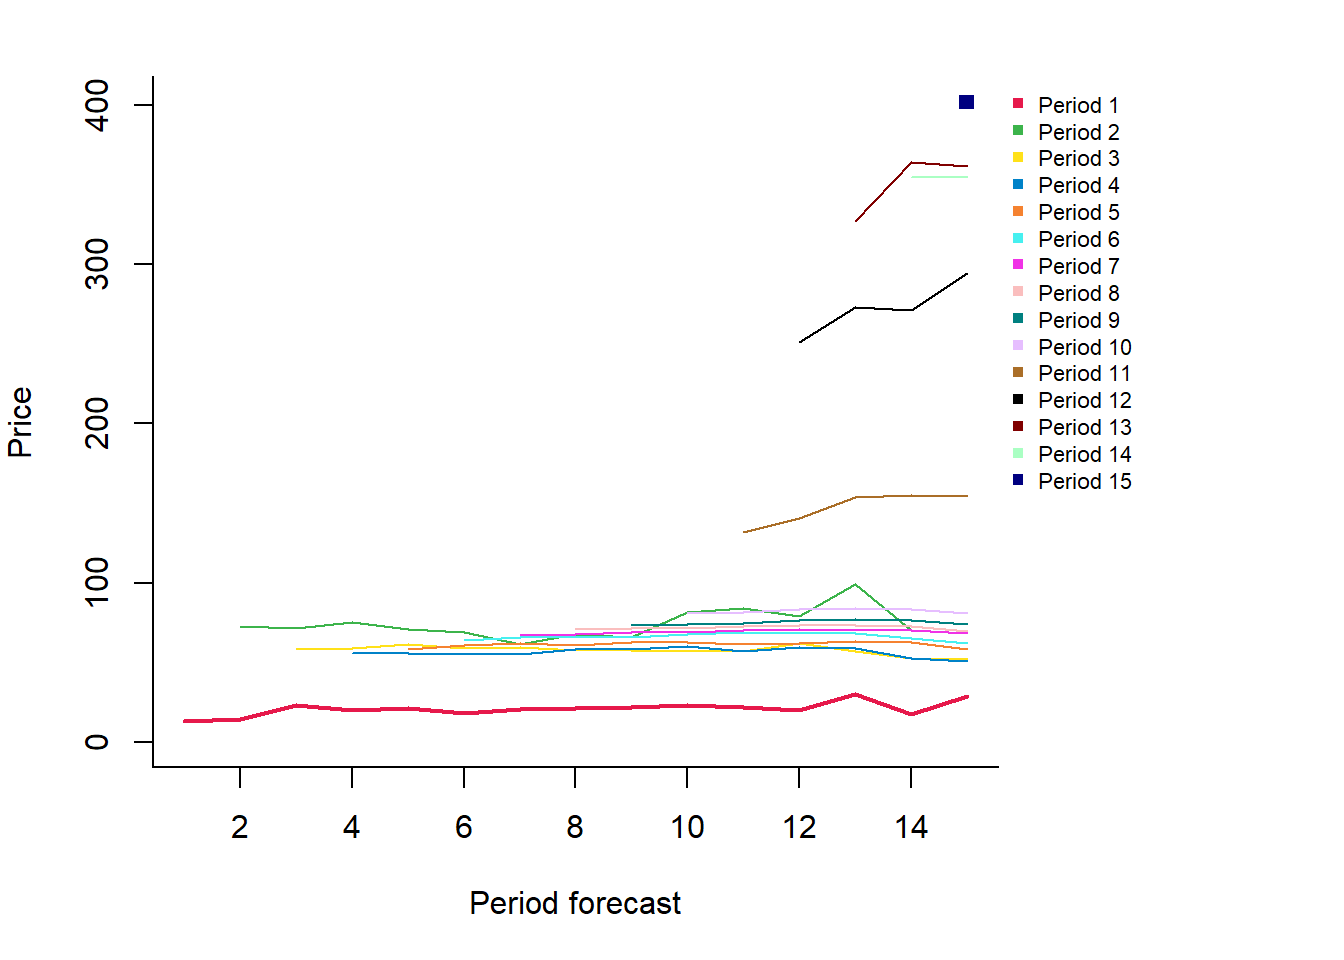 400
300
200
100
0
Price
2 4 6 8 10 12 14
Period forecast
Period 1
Period 2
Period 3
Period 4
Period 5
Period 6
Period 7
Period 8
Period 9
Period 10
Period 11
Period 12
Period 13
Period 14
Period 15